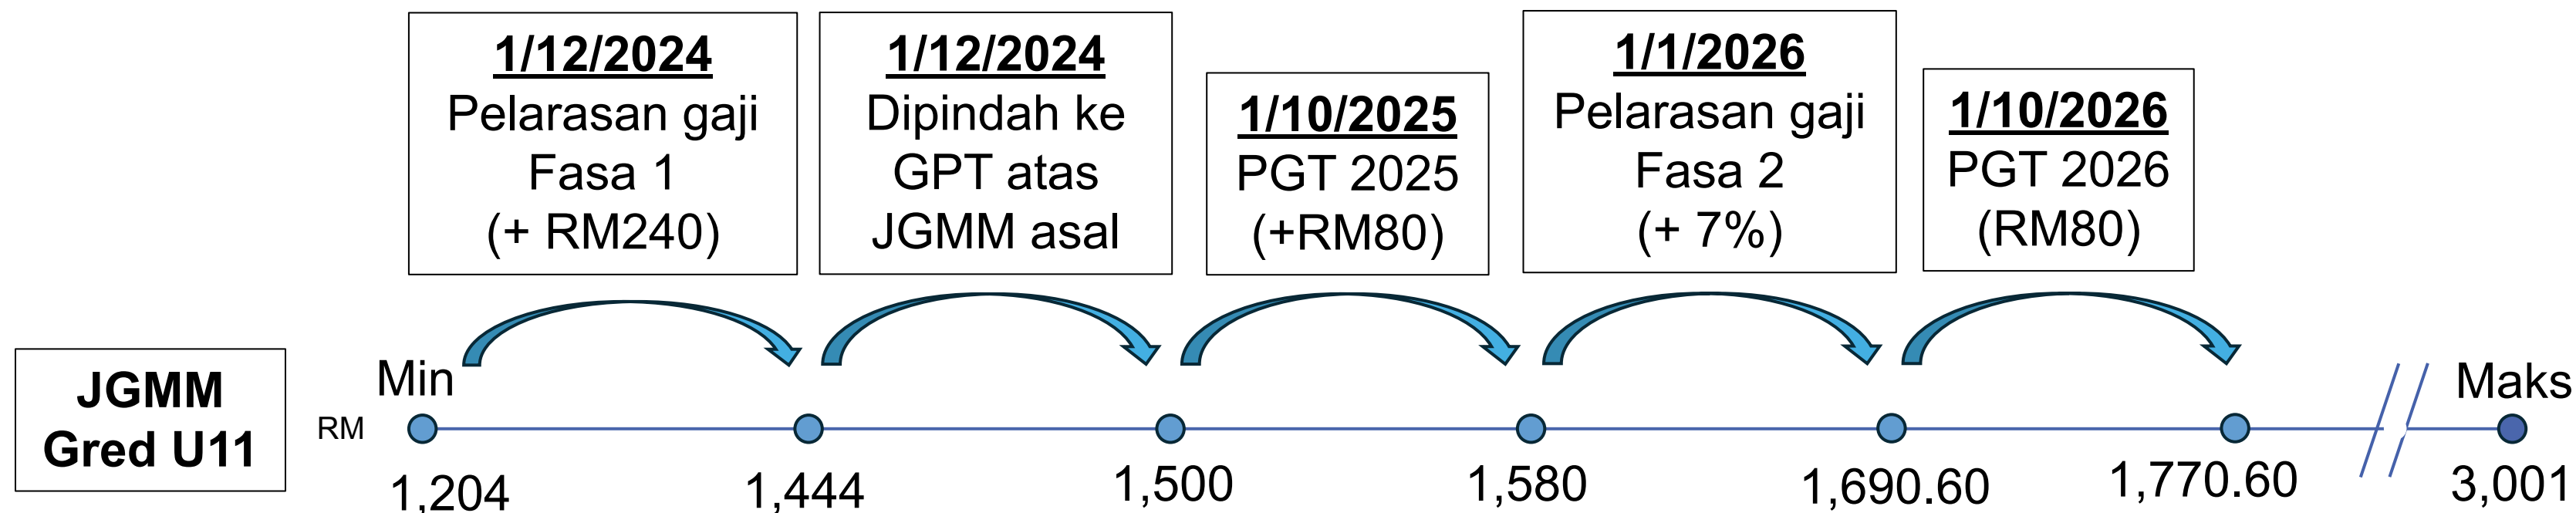 1/12/2024
Pelarasan gaji
Fasa 1
(+ RM240)
1/12/2024
Dipindah ke
GPT atas
JGMM asal
1/10/2025
PGT 2025
(+RM80)
1/1/2026
Pelarasan gaji
Fasa 2
(+ 7%)
1/10/2026
PGT 2026
(RM80)
JGMM
Gred U11
RM
Min
Maks
1,204
1,444
1,500
1,580
1,690.60
1,770.60
3,001